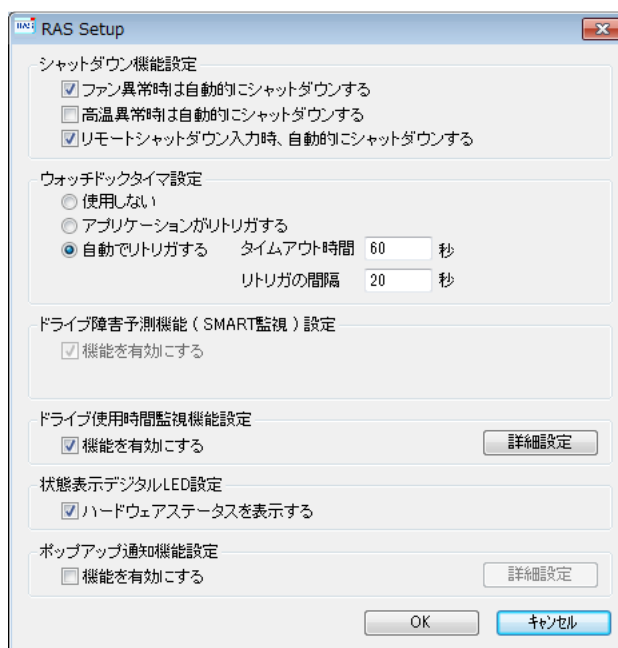 RAS RAS Setup
シャットダウン機能設定
ファン異常時は自動的にシャットダウンする
高温異常時は自動的にシャットダウンする
リモートシャットダウン入力時、自動的にシャットダウンする
ウォッチドックタイマ設定
使用しない
アプリケーションがリトリガする
自動でリトリガする タイムアウト時間 60 秒
リトリガの間隔 20 秒
ドライブ障害予測機能 ( SMART監視 ) 設定
機能を有効にする
ドライブ使用時間監視機能設定
機能を有効にする 詳細設定
状態表示デジタルLED設定
ハードウェアステータスを表示する
ポップアップ通知機能設定
機能を有効にする 詳細設定
OK キャンセル